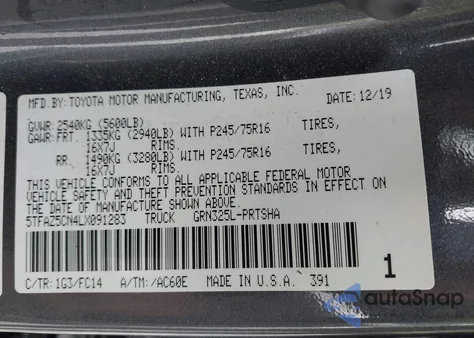 MFD.BY:TOYOTA MOTOR MANUFACTURING, TEXAS, INC.
DATE:12/19
GVWR:2540KG (5600LB)
GAWR:FRT. 1335KG (2940LB) WITH P245/75R16 TIRES,
16X7J RIMS.
RR. 1490KG (3280LB) WITH P245/75R16 TIRES,
16X7J RIMS.
THIS VEHICLE CONFORMS TO ALL APPLICABLE FEDERAL MOTOR
VEHICLE SAFETY AND THEFT PREVENTION STANDARDS IN EFFECT ON
THE DATE OF MANUFACTURE SHOWN ABOVE.
5TFAZ5CN4LX091283 TRUCK GRN325L-PRTSHA
C/TR:1G3/FC14 A/TM:/AC60E MADE IN U.S.A. 391 1
autoSnap